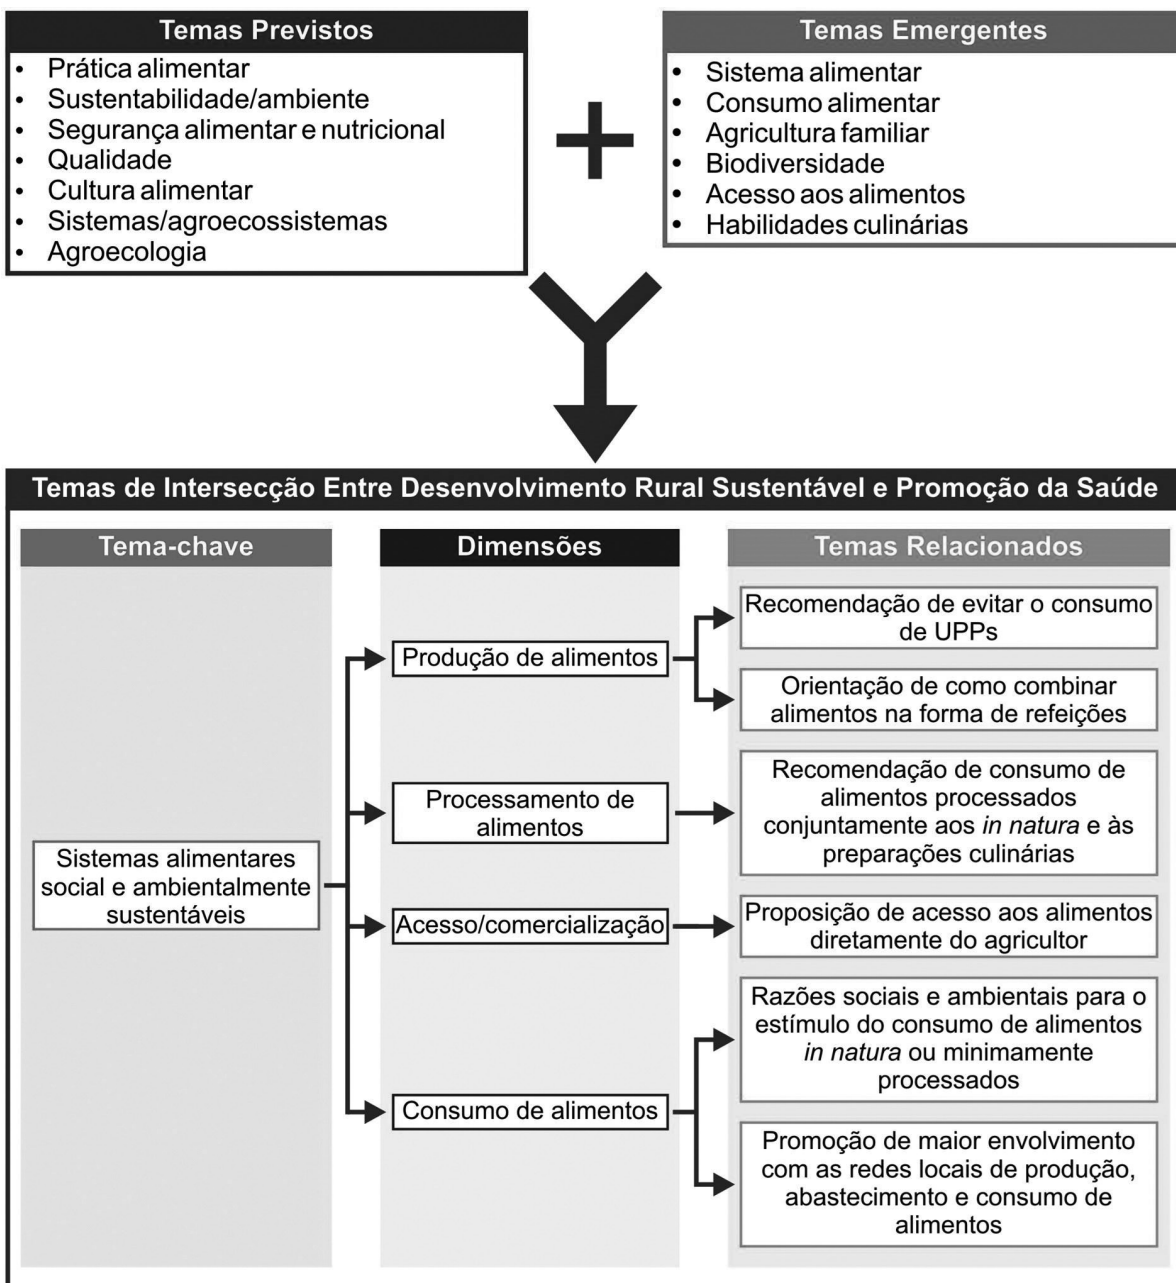 Temas Previstos
• Prática alimentar
• Sustentabilidade/ambiente
• Segurança alimentar e nutricional
• Qualidade
• Cultura alimentar
• Sistemas/agroecossistemas
• Agroecologia
Temas Emergentes
• Sistema alimentar
• Consumo alimentar
• Agricultura familiar
• Biodiversidade
• Acesso aos alimentos
• Habilidades culinárias
Temas de Intersecção Entre Desenvolvimento Rural Sustentável e Promoção da Saúde
Tema-chave
Sistemas alimentares
social e ambientalmente
sustentáveis
Dimensões
Produção de alimentos
Processamento de
alimentos
Acesso/comercialização
Consumo de alimentos
Temas Relacionados
Recomendação de evitar o consumo
de UPPs
Orientação de como combinar
alimentos na forma de refeições
Recomendação de consumo de
alimentos processados
conjuntamente aos in natura e às
preparações culinárias
Proposição de acesso aos alimentos
diretamente do agricultor
Razões sociais e ambientais para o
estímulo do consumo de alimentos
in natura ou minimamente
processados
Promoção de maior envolvimento
com as redes locais de produção,
abastecimento e consumo de
alimentos